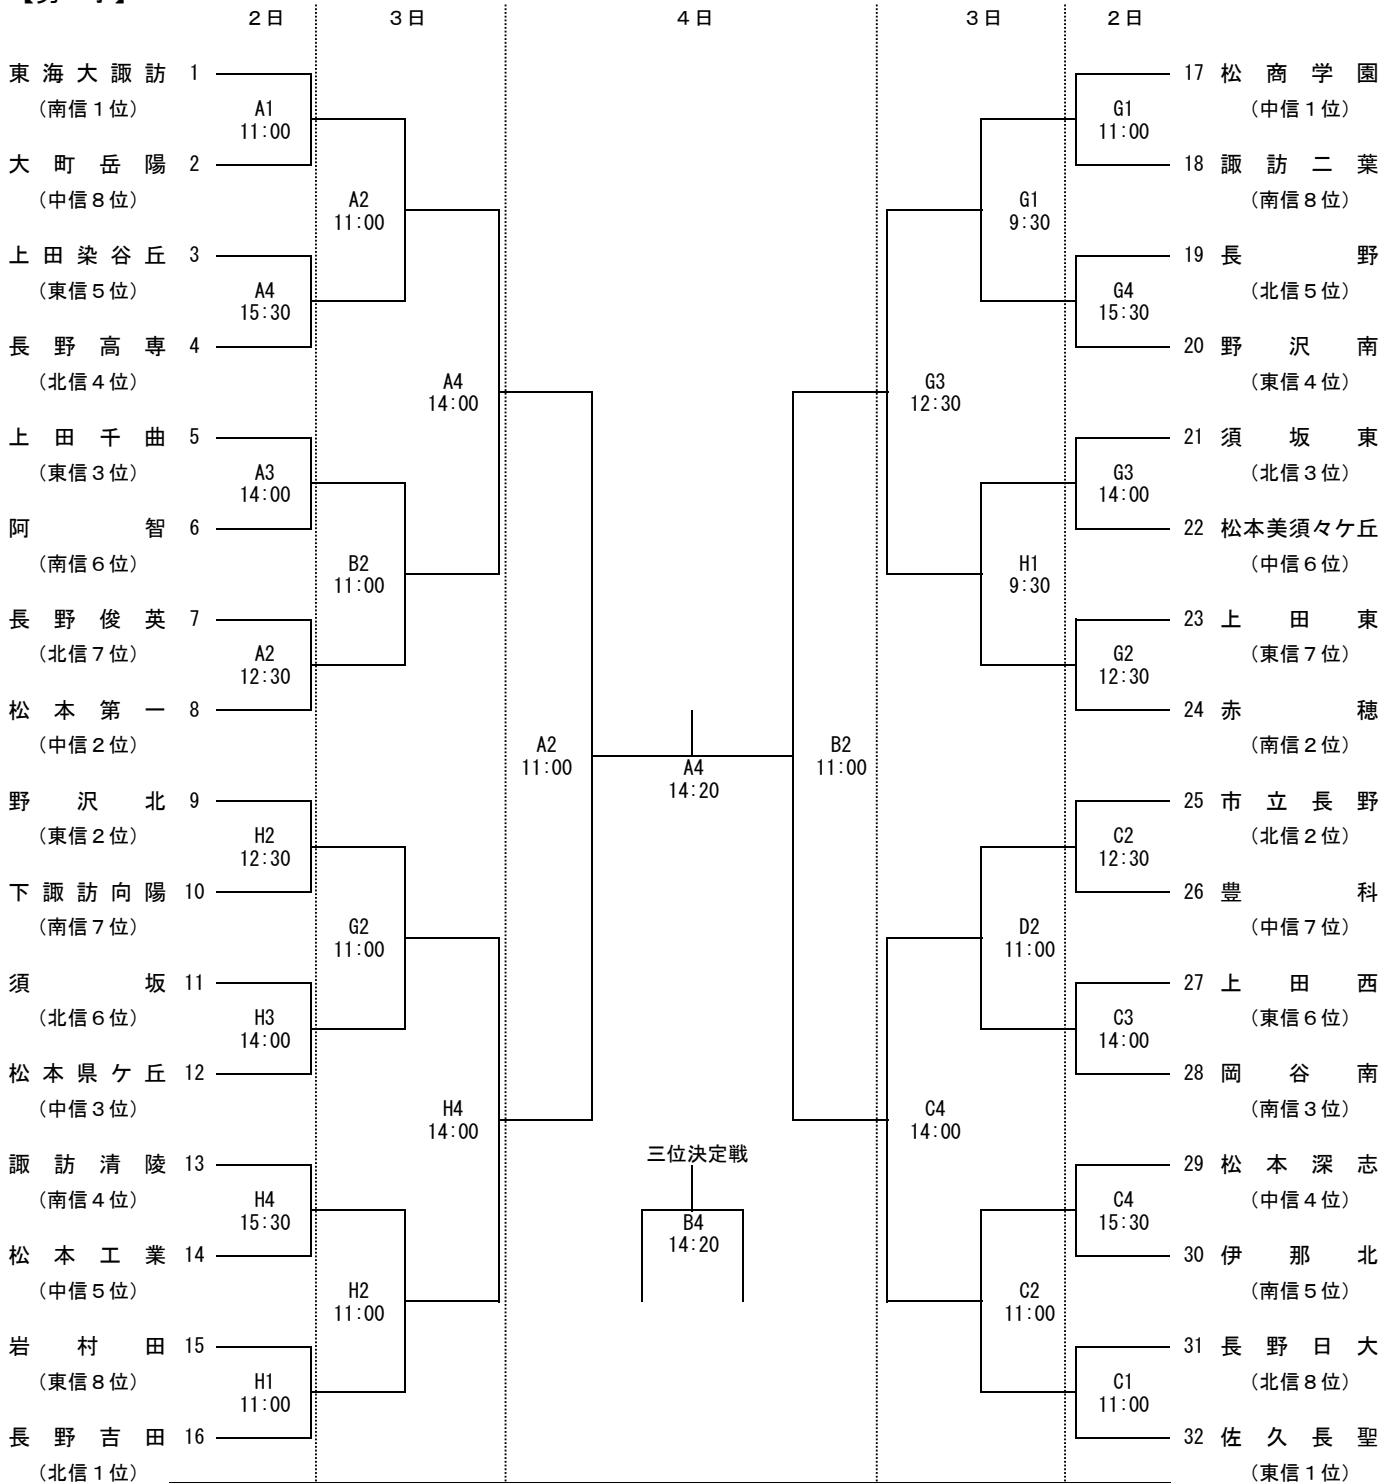 2日 3日 4日 3日 2日
東海大諏訪 1
(南信1位)
A1
11:00
大町岳陽 2
(中信8位)
A2
11:00
上田染谷丘 3
(東信5位)
A4
15:30
長野高専 4
(北信4位)
A4
14:00
上田千曲 5
(東信3位)
A3
14:00
阿智 6
(南信6位)
B2
11:00
長野俊英 7
(北信7位)
A2
12:30
松本第一 8
(中信2位)
A2
11:00
野沢北 9
(東信2位)
H2
12:30
下諏訪向陽 10
(南信7位)
G2
11:00
須坂 11
(北信6位)
H3
14:00
松本県ケ丘 12
(中信3位)
H4
14:00
諏訪清陵 13
(南信4位)
H4
15:30
松本工業 14
(中信5位)
H2
11:00
岩村田 15
(東信8位)
H1
11:00
長野吉田 16
(北信1位)
A4
14:20
三位決定戦
B4
14:20
17 松商学園
(中信1位)
G1
11:00
18 諏訪二葉
(南信8位)
G1
9:30
19 長野
(北信5位)
G4
15:30
20 野沢南
(東信4位)
G3
12:30
21 須坂東
(北信3位)
G3
14:00
22 松本美須々ケ丘
(中信6位)
H1
9:30
23 上田東
(東信7位)
G2
12:30
24 赤穂
(南信2位)
B2
11:00
25 市立長野
(北信2位)
C2
12:30
26 豊科
(中信7位)
D2
11:00
27 上田西
(東信6位)
C3
14:00
28 岡谷南
(南信3位)
C4
14:00
29 松本深志
(中信4位)
C4
15:30
30 伊那北
(南信5位)
C2
11:00
31 長野日大
(北信8位)
C1
11:00
32 佐久長聖
(東信1位)